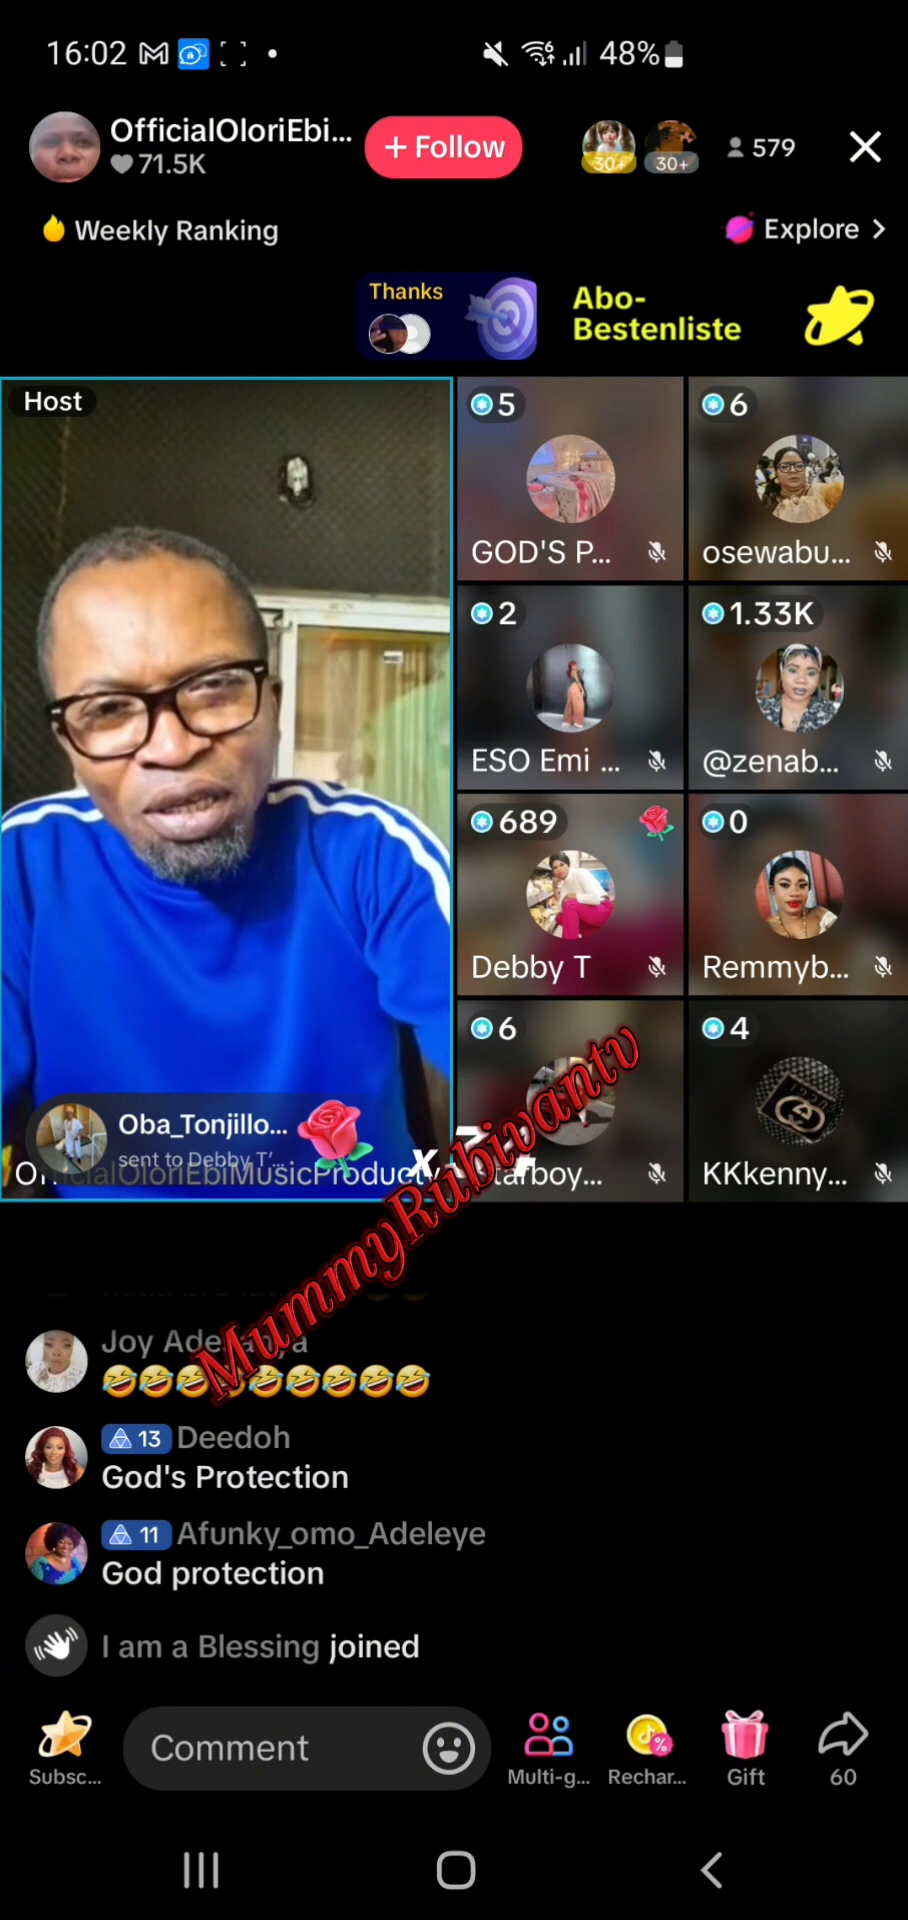 16:02
48%
OfficialOloriEbi...
+ Follow
71.5K
30+
30+
579
Weekly Ranking
Explore >
Thanks
Abo-
Bestenliste
Host
5
GOD'S P...
6
osewabu...
2
ESO Emi ...
1.33K
@zenab...
689
Debby T
0
Remmyb...
6
4
GUCCI
KKkenny...
Oba_Tonjillo...
sent to Debby T'...
MummyRubivantv
Joy
🤣🤣🤣🤣🤣🤣🤣🤣🤣
13 Deedoh
God's Protection
11 Afunky_omo_Adeleye
God protection
I am a Blessing joined
Comment
Subsc...
Multi-g...
Rechar...
Gift
60